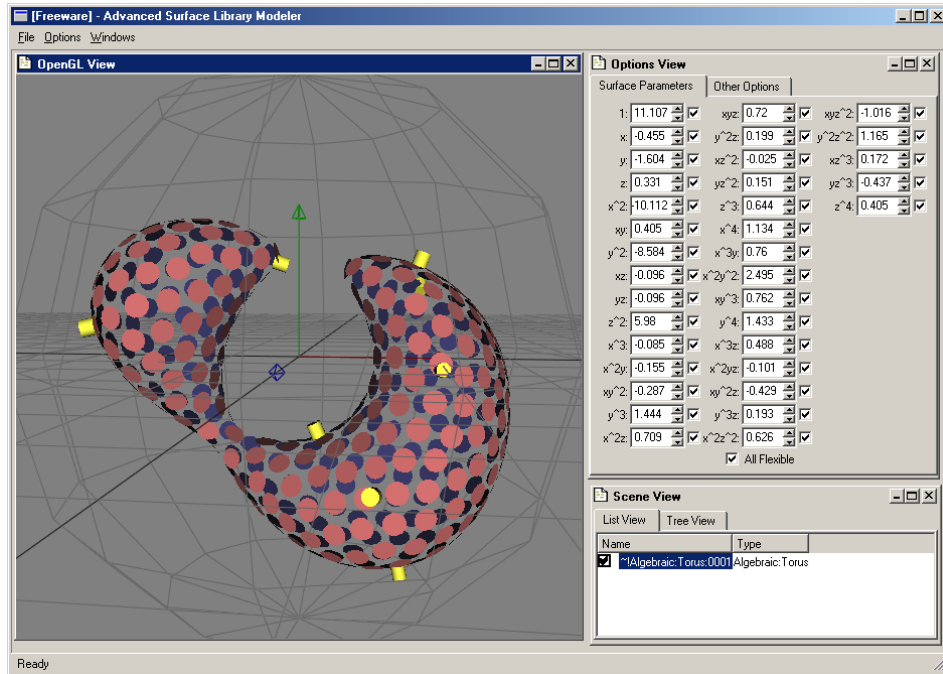 [Freeware] - Advanced Surface Library Modeler
File Options Windows
OpenGL View
Options View
Surface Parameters Other Options
1: 11.107 xyz: 0.72 xyz^2: -1.016
x: -0.455 y^2z: 0.199 y^2z^2: 1.165
y: -1.604 xz^2: -0.025 xz^3: 0.172
z: 0.331 yz^2: 0.151 yz^3: -0.437
x^2: -10.112 z^3: 0.644 z^4: 0.405
xy: 0.405 x^4: 1.134
y^2: -8.584 x^3y: 0.76
xz: -0.096 x^2y^2: 2.495
yz: -0.096 xy^3: 0.762
z^2: 5.98 y^4: 1.433
x^3: -0.085 x^3z: 0.488
x^2y: -0.155 x^2yz: -0.101
xy^2: -0.287 xy^2z: -0.429
y^3: 1.444 y^3z: 0.193
x^2z: 0.709 x^2z^2: 0.626
All Flexible
Scene View
List View Tree View
Name Type
~!Algebraic:Torus:0001 Algebraic:Torus
Ready